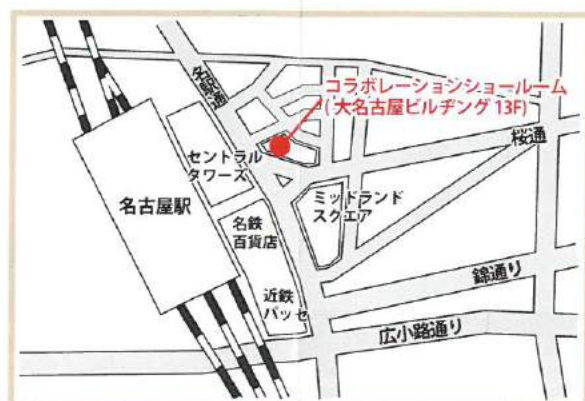 コラボレーションショールーム
(大名古屋ビルヂング 13F)
名駅通
桜通
セントラル
タワーズ
ミッドランド
スクエア
名古屋駅
名鉄
百貨店
近鉄
パッセ
錦通り
広小路通り